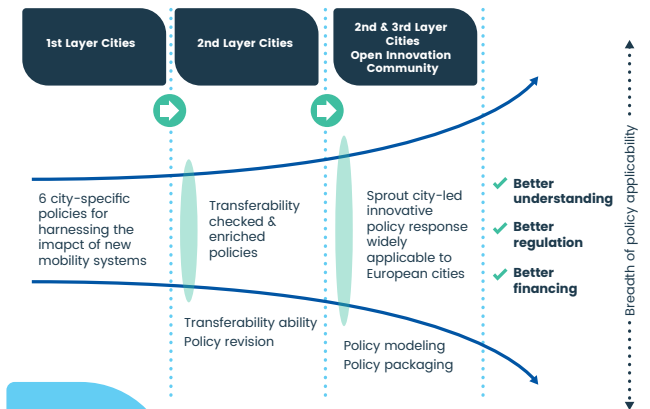 1st Layer Cities
2nd Layer Cities
2nd & 3rd Layer
Cities
Open Innovation
Community
6 city-specific
policies for
harnessing the
imapct of new
mobility systems
Transferability
checked &
enriched
policies
Sprout city-led
innovative
policy response
widely
applicable to
European cities
Better
understanding
Better
regulation
Better
financing
Transferability ability
Policy revision
Policy modeling
Policy packaging
Breadth of policy applicability